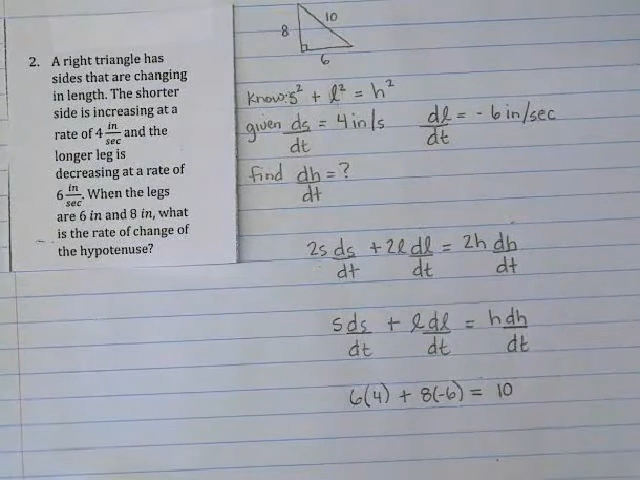 2. A right triangle has
sides that are changing
in length. The shorter
side is increasing at a
rate of 4 in/sec and the
longer leg is
decreasing at a rate of
6 in/sec. When the legs
are 6 in and 8 in, what
is the rate of change of
the hypotenuse?
8
10
6
Know: s² + l² = h²
given ds/dt = 4 in/s dl/dt = - 6 in/sec
find dh/dt = ?
2s ds/dt + 2l dl/dt = 2h dh/dt
s ds/dt + l dl/dt = h dh/dt
6(4) + 8(-6) = 10